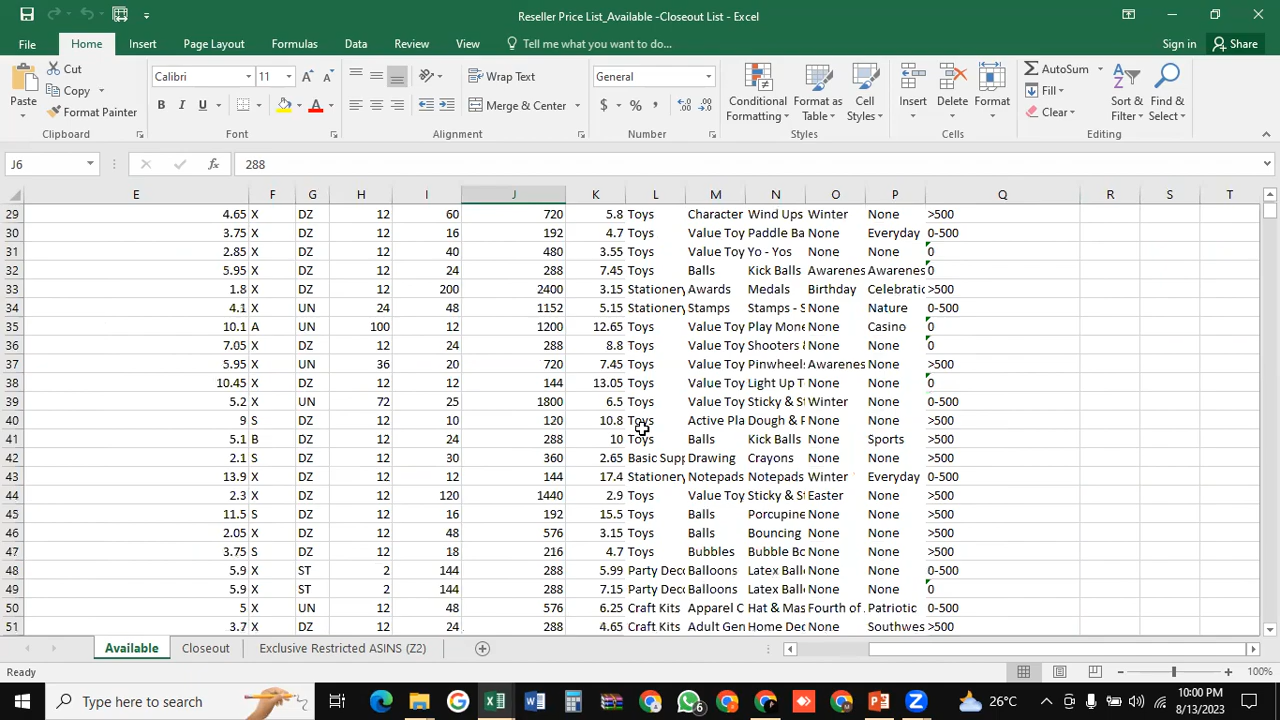 Reseller Price List_Available -Closeout List - Excel
File Home Insert Page Layout Formulas Data Review View Tell me what you want to do... Sign in Share
Paste Cut Copy Format Painter Clipboard
Calibri 11 B I U A Font
Wrap Text Merge & Center Alignment
General $ % , Number
Conditional Formatting Format as Table Cell Styles Styles
Insert Delete Format Cells
AutoSum Fill Clear Sort & Filter Find & Select Editing
J6 fx 288
E F G H I J K L M N O P Q R S T
29 4.65 X DZ 12 60 720 5.8 Toys Character Wind Ups Winter None >500
30 3.75 X DZ 12 16 192 4.7 Toys Value Toy Paddle Ba None Everyday 0-500
31 2.85 X DZ 12 40 480 3.55 Toys Value Toy Yo - Yos None None 0
32 5.95 X DZ 12 24 288 7.45 Toys Balls Kick Balls Awarenes Awarenes 0
33 1.8 X DZ 12 200 2400 3.15 Stationery Awards Medals Birthday Celebratic >500
34 4.1 X UN 24 48 1152 5.15 Stationery Stamps Stamps - S None Nature 0-500
35 10.1 A UN 100 12 1200 12.65 Toys Value Toy Play Mone None Casino 0
36 7.05 X DZ 12 24 288 8.8 Toys Value Toy Shooters & None None 0
37 5.95 X UN 36 20 720 7.45 Toys Value Toy Pinwheels Awarenes None >500
38 10.45 X DZ 12 12 144 13.05 Toys Value Toy Light Up T None None 0
39 5.2 X UN 72 25 1800 6.5 Toys Value Toy Sticky & St Winter None 0-500
40 9 S DZ 12 10 120 10.8 Toys Active Pla Dough & P None None >500
41 5.1 B DZ 12 24 288 10 Toys Balls Kick Balls None Sports >500
42 2.1 S DZ 12 30 360 2.65 Basic Supp Drawing Crayons None None >500
43 13.9 X DZ 12 12 144 17.4 Stationery Notepads Notepads Winter Everyday 0-500
44 2.3 X DZ 12 120 1440 2.9 Toys Value Toy Sticky & St Easter None >500
45 11.5 X DZ 12 16 192 15.5 Toys Balls Porcupine None None >500
46 2.05 X DZ 12 48 576 3.15 Toys Balls Bouncing None None >500
47 3.75 S DZ 12 18 216 4.7 Toys Bubbles Bubble Bo None None >500
48 5.9 X ST 2 144 288 5.99 Party Deco Balloons Latex Ball None None 0-500
49 5.9 X ST 2 144 288 7.15 Party Deco Balloons Latex Ball None None 0
50 5 X UN 12 48 576 6.25 Craft Kits Apparel C Hat & Mas Fourth of Patriotic 0-500
51 3.7 X DZ 12 24 288 4.65 Craft Kits Adult Gen Home Dec None Southwes >500
Available Closeout Exclusive Restricted ASINS (Z2)
Ready 100%
Type here to search 6 26°C 10:00 PM
8/13/2023